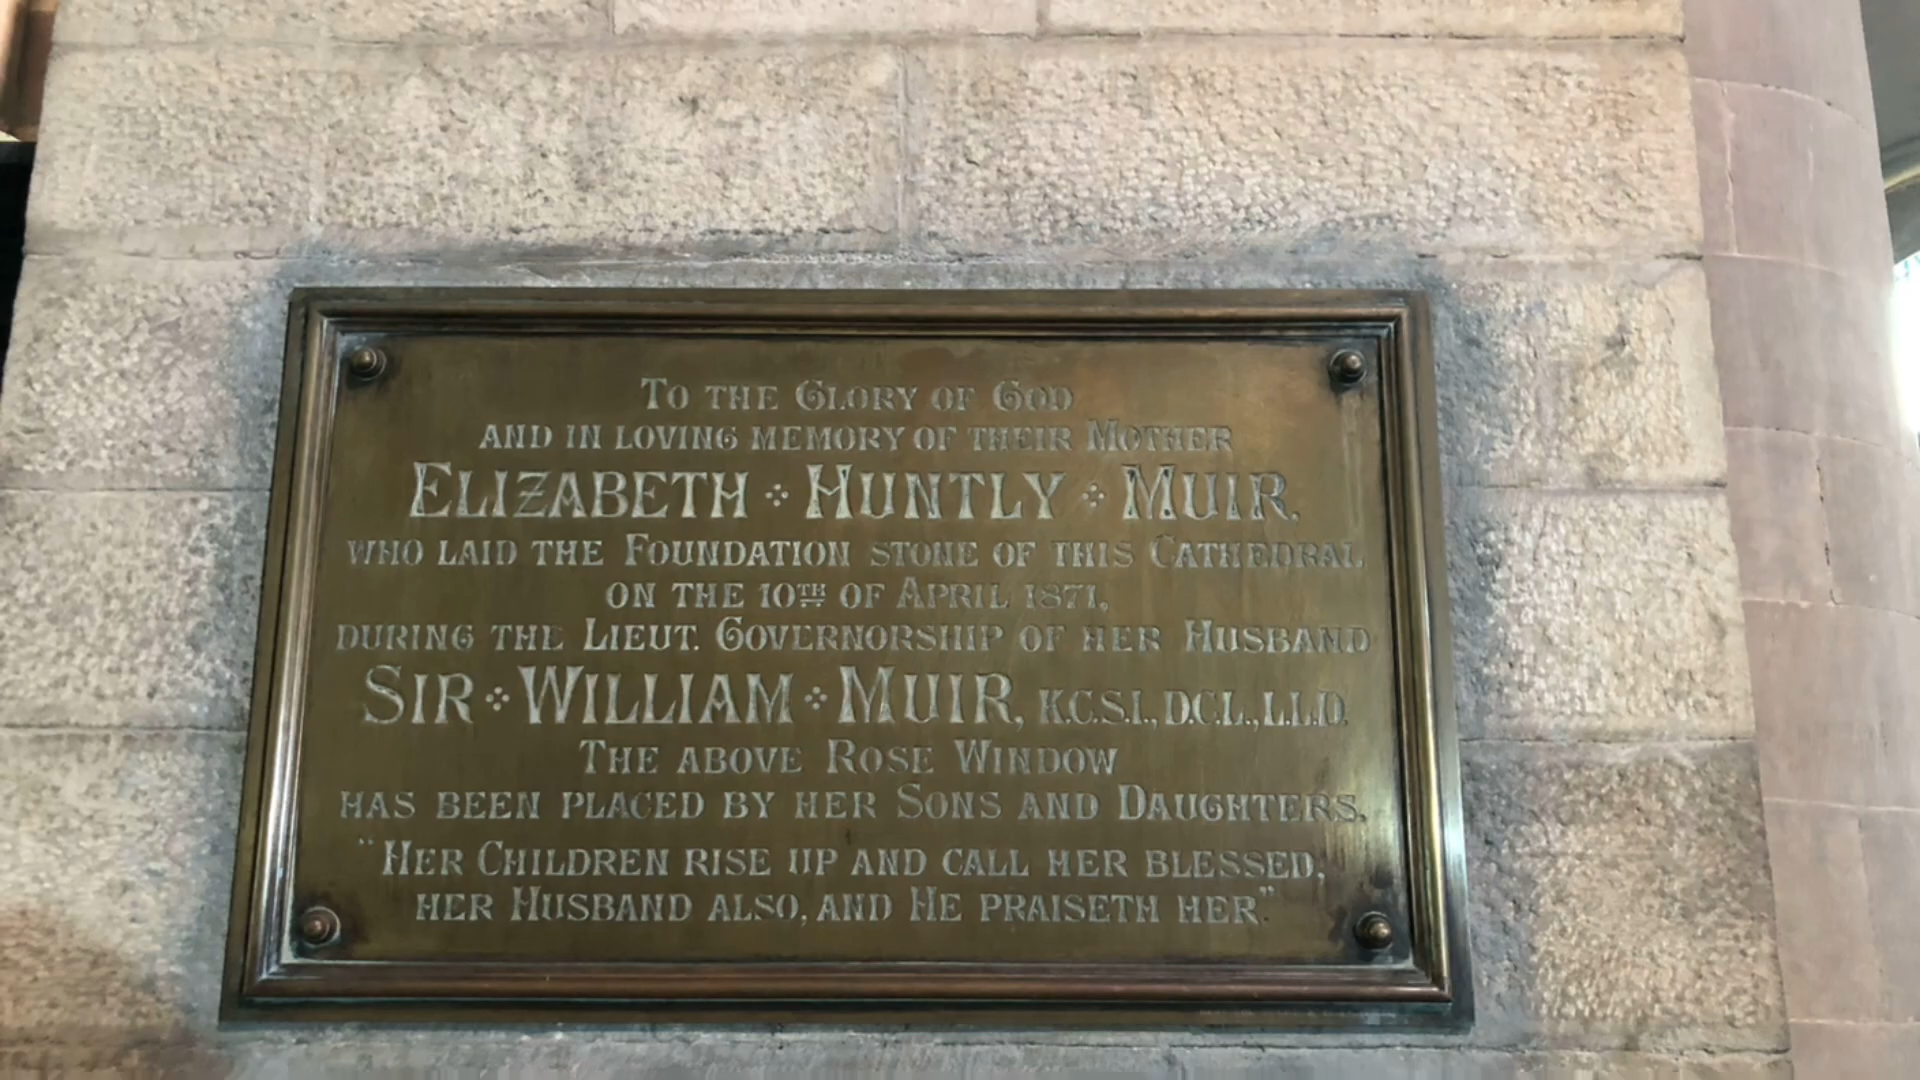 To the Glory of God
and in loving memory of their Mother
Elizabeth Huntly Muir,
who laid the Foundation stone of this Cathedral
on the 10th of April 1871,
during the Lieut. Governorship of her Husband
Sir William Muir, K.C.S.I., D.C.L., L.L.D.
The above Rose Window
has been placed by her Sons and Daughters.
"Her Children rise up and call her blessed,
her Husband also, and He praiseth her"